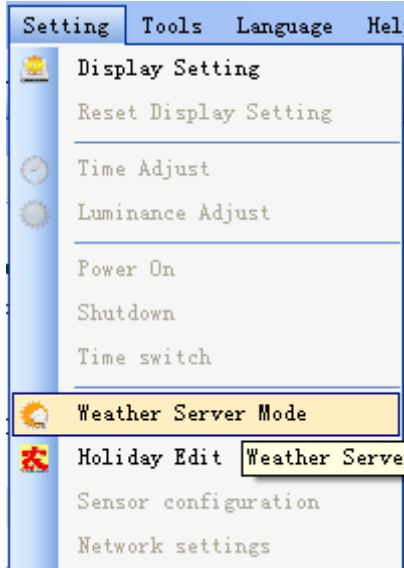 Setting Tools Language Hel
Display Setting
Reset Display Setting
Time Adjust
Luminance Adjust
Power On
Shutdown
Time switch
Weather Server Mode
Holiday Edit Weather Serve
农
Sensor configuration
Network settings